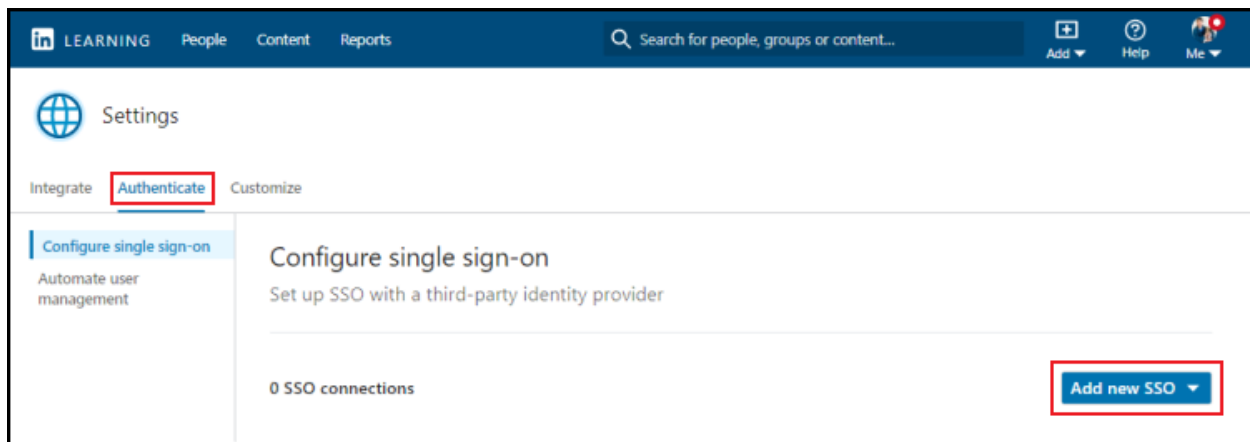 in LEARNING People Content Reports Search for people, groups or content... Add Help Me
Settings
Integrate Authenticate Customize
Configure single sign-on
Automate user
management
Configure single sign-on
Set up SSO with a third-party identity provider
0 SSO connections Add new SSO